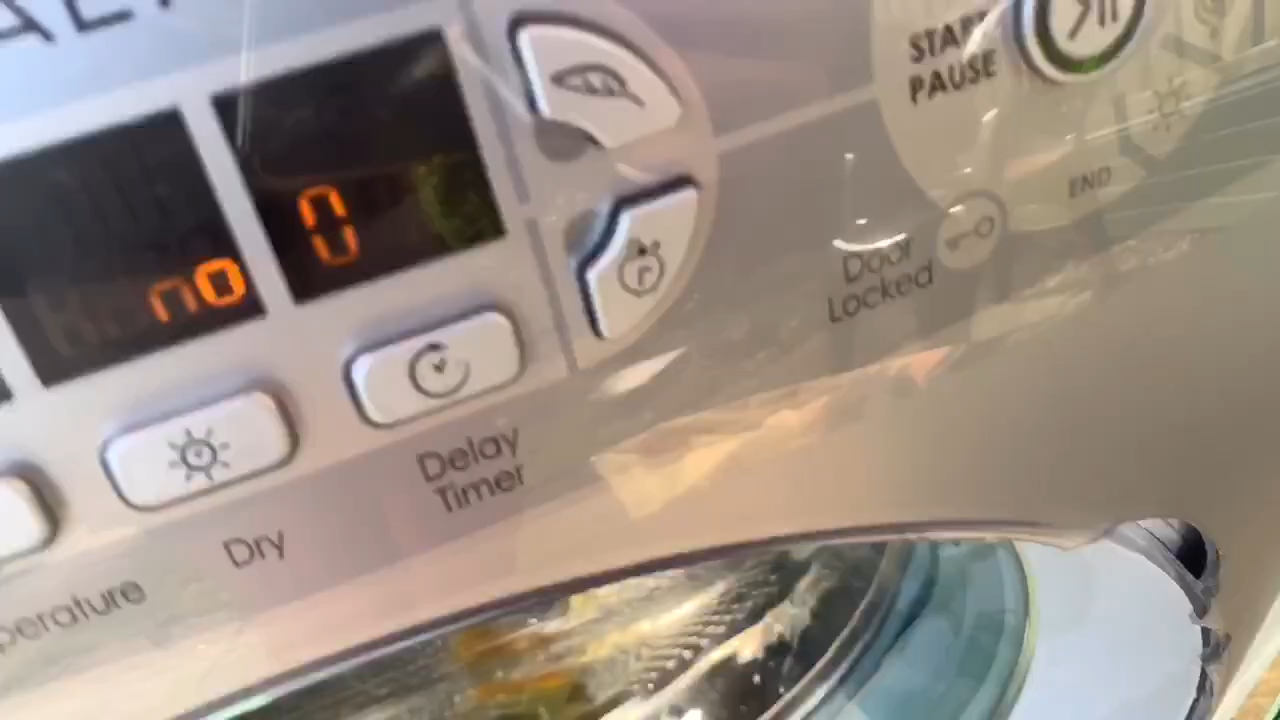 START
PAUSE
no
0
END
Door
Locked
Delay
Timer
Dry
perature